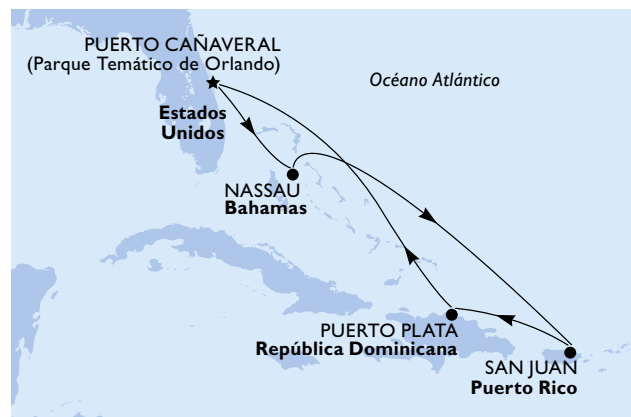 PUERTO CAÑAVERAL
(Parque Temático de Orlando)
Océano Atlántico
Estados
Unidos
NASSAU
Bahamas
PUERTO PLATA
República Dominicana
SAN JUAN
Puerto Rico